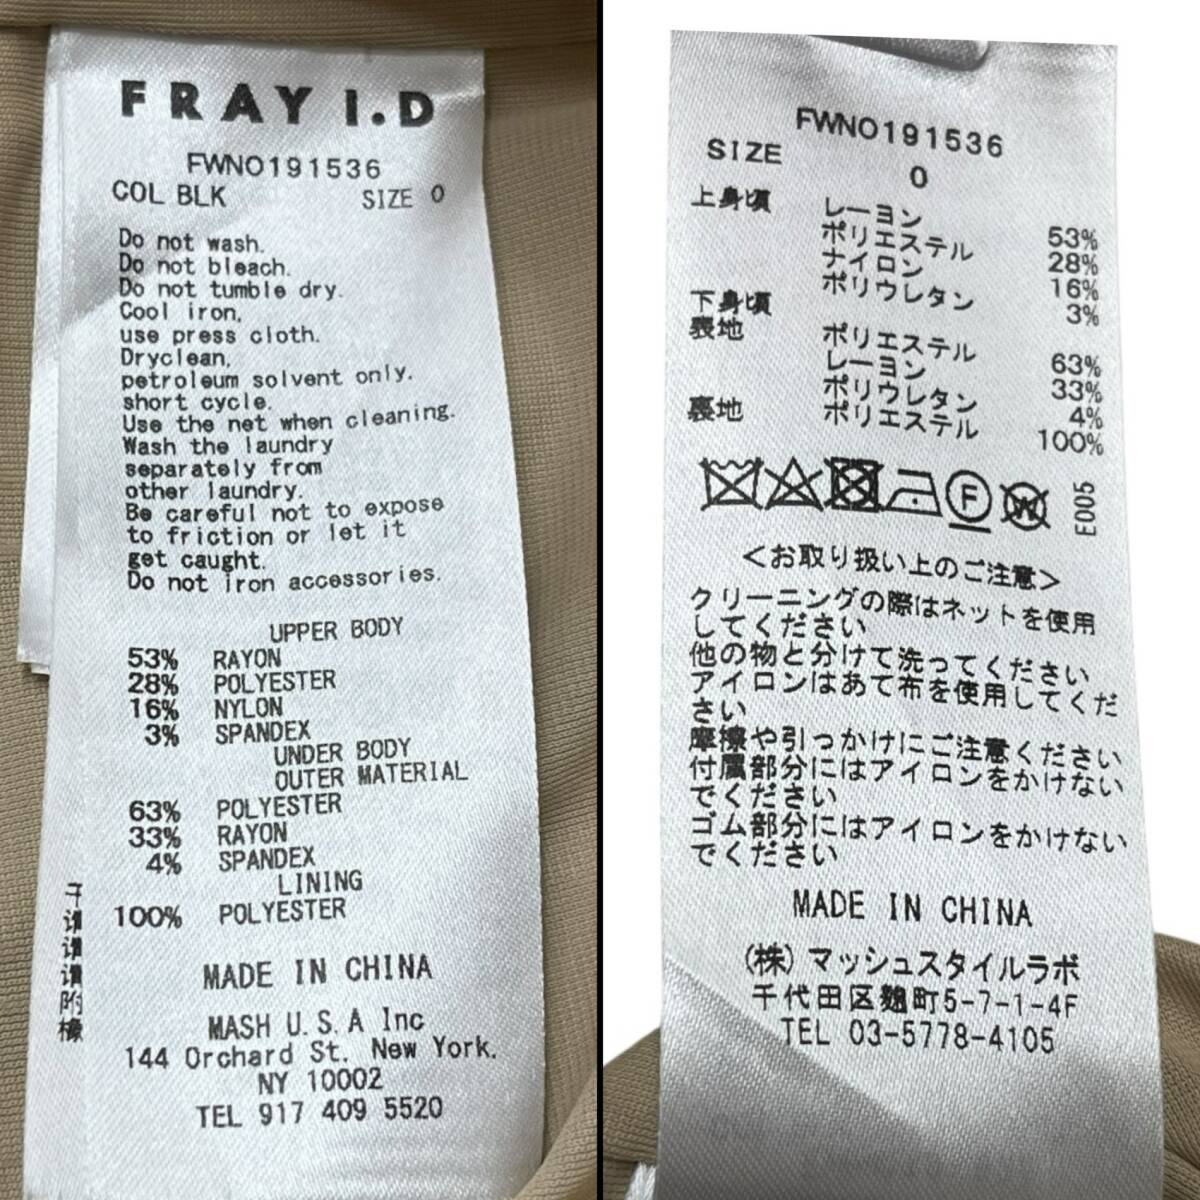 FRAY I.D
FWNO191536
COL BLK SIZE 0
Do not wash.
Do not bleach.
Do not tumble dry.
Cool iron.
use press cloth.
Dryclean,
petroleum solvent only.
short cycle.
Use the net when cleaning.
Wash the laundry
separately from
other laundry.
Be careful not to expose
to friction or let it
get caught.
Do not iron accessories.
UPPER BODY
53% RAYON
28% POLYESTER
16% NYLON
3% SPANDEX
UNDER BODY
OUTER MATERIAL
63% POLYESTER
33% RAYON
4% SPANDEX
LINING
100% POLYESTER
MADE IN CHINA
MASH U.S.A Inc
144 Orchard St. New York.
NY 10002
TEL 917 409 5520
FWNO191536
SIZE 0
上身頃 レーヨン 53%
ポリエステル 28%
ナイロン 16%
ポリウレタン 3%
下身頃
表地 ポリエステル 63%
レーヨン 33%
ポリウレタン 4%
裏地 ポリエステル 100%
F W E005
<お取り扱い上のご注意>
クリーニングの際はネットを使用
してください
他の物と分けて洗ってください
アイロンはあて布を使用してくだ
さい
摩擦や引っかけにご注意ください
付属部分にはアイロンをかけない
でください
ゴム部分にはアイロンをかけない
でください
MADE IN CHINA
(株)マッシュスタイルラボ
千代田区麹町5-7-1-4F
TEL 03-5778-4105